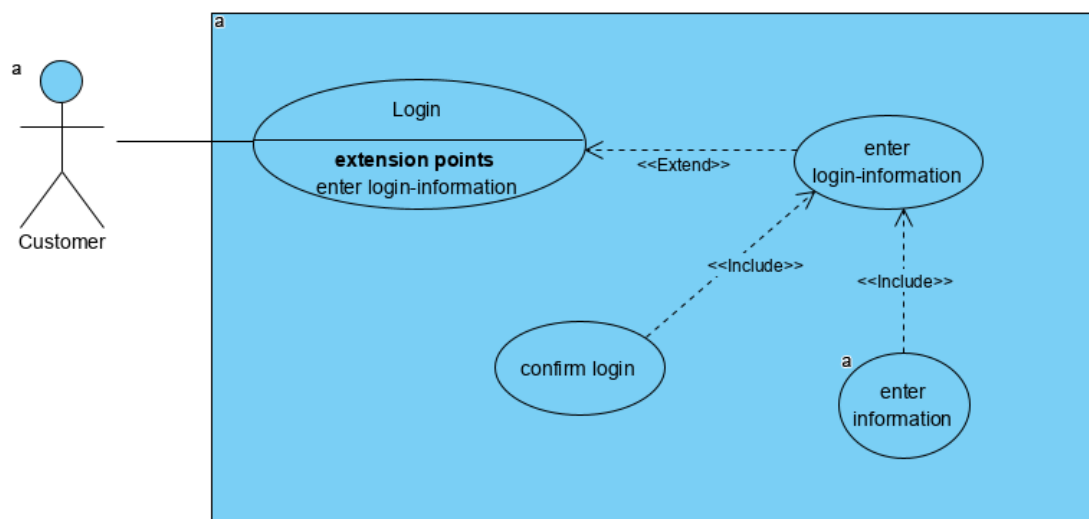 a
a
Customer
Login
extension points
enter login-information
<<Extend>>
enter
login-information
<<Include>>
<<Include>>
confirm login
a
enter
information